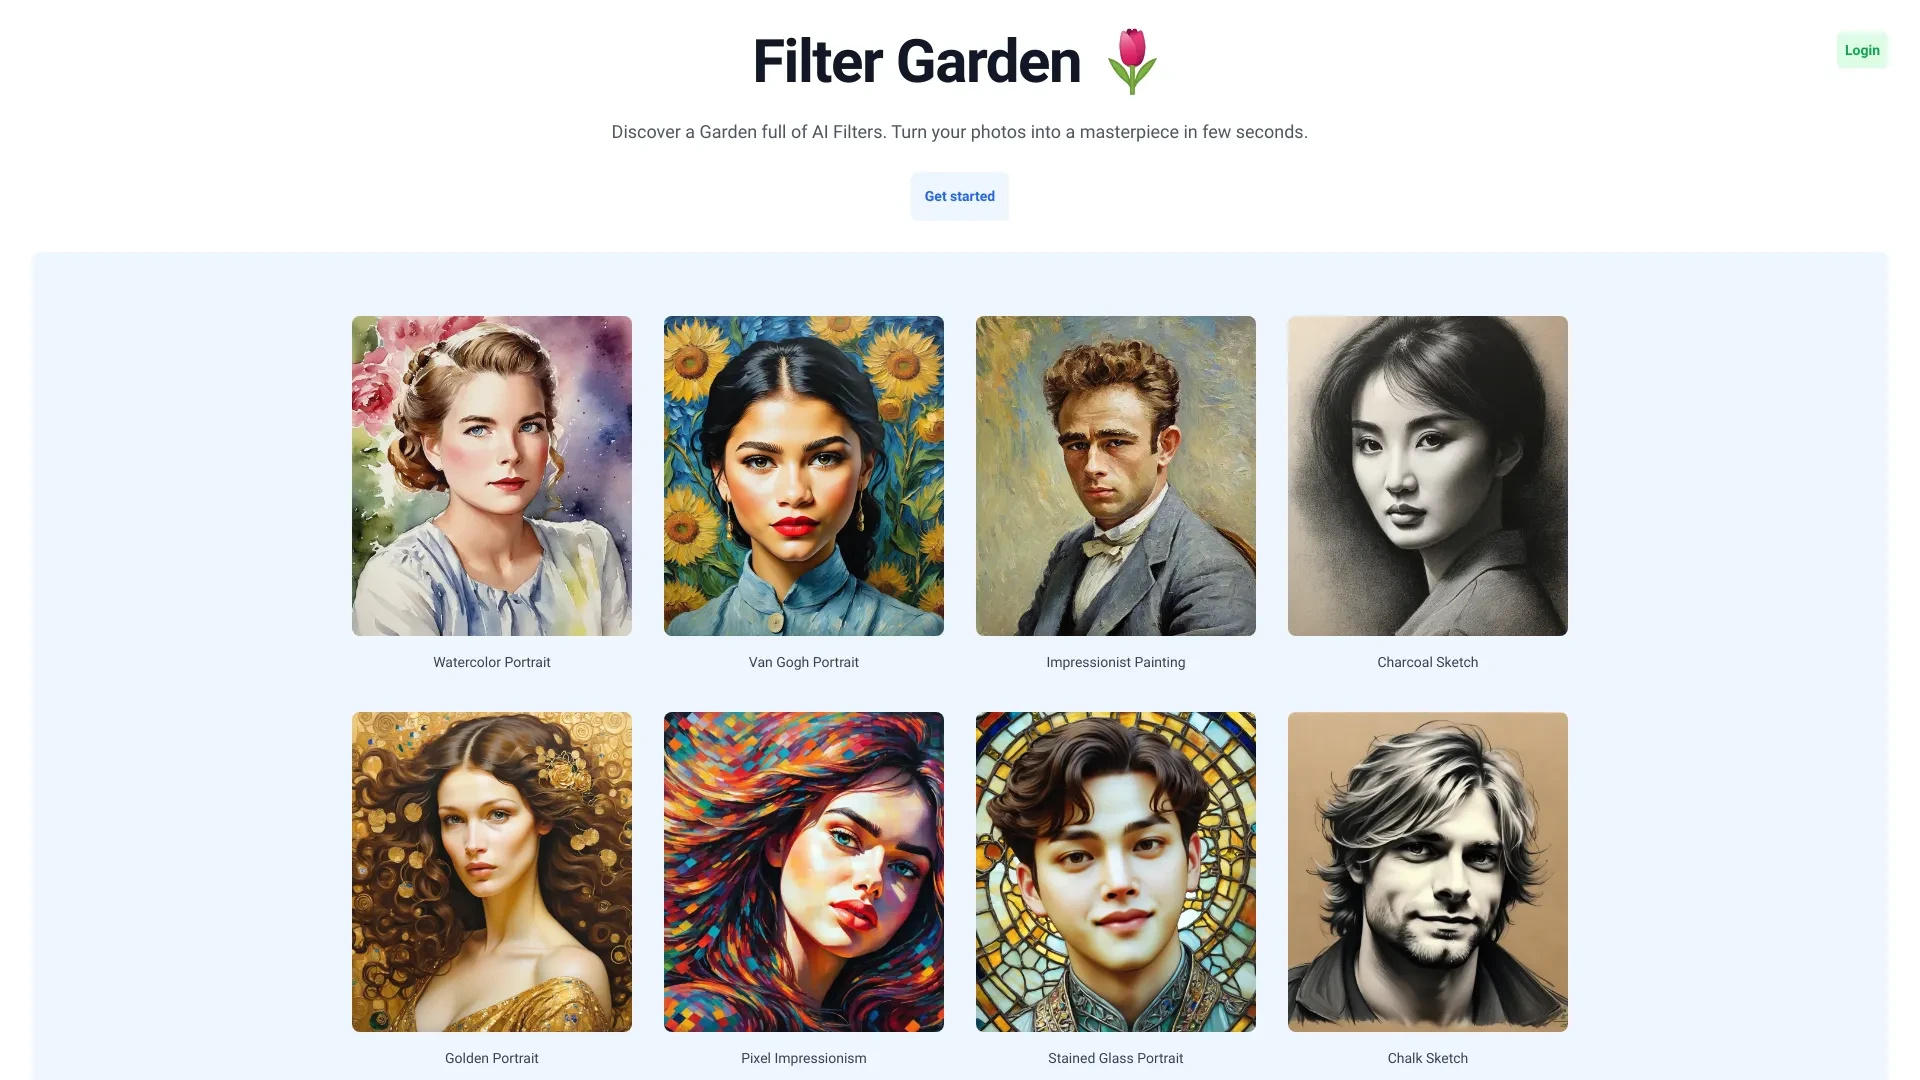 Filter Garden 🌷
Login
Discover a Garden full of AI Filters. Turn your photos into a masterpiece in few seconds.
Get started
Watercolor Portrait
Van Gogh Portrait
Impressionist Painting
Charcoal Sketch
Golden Portrait
Pixel Impressionism
Stained Glass Portrait
Chalk Sketch